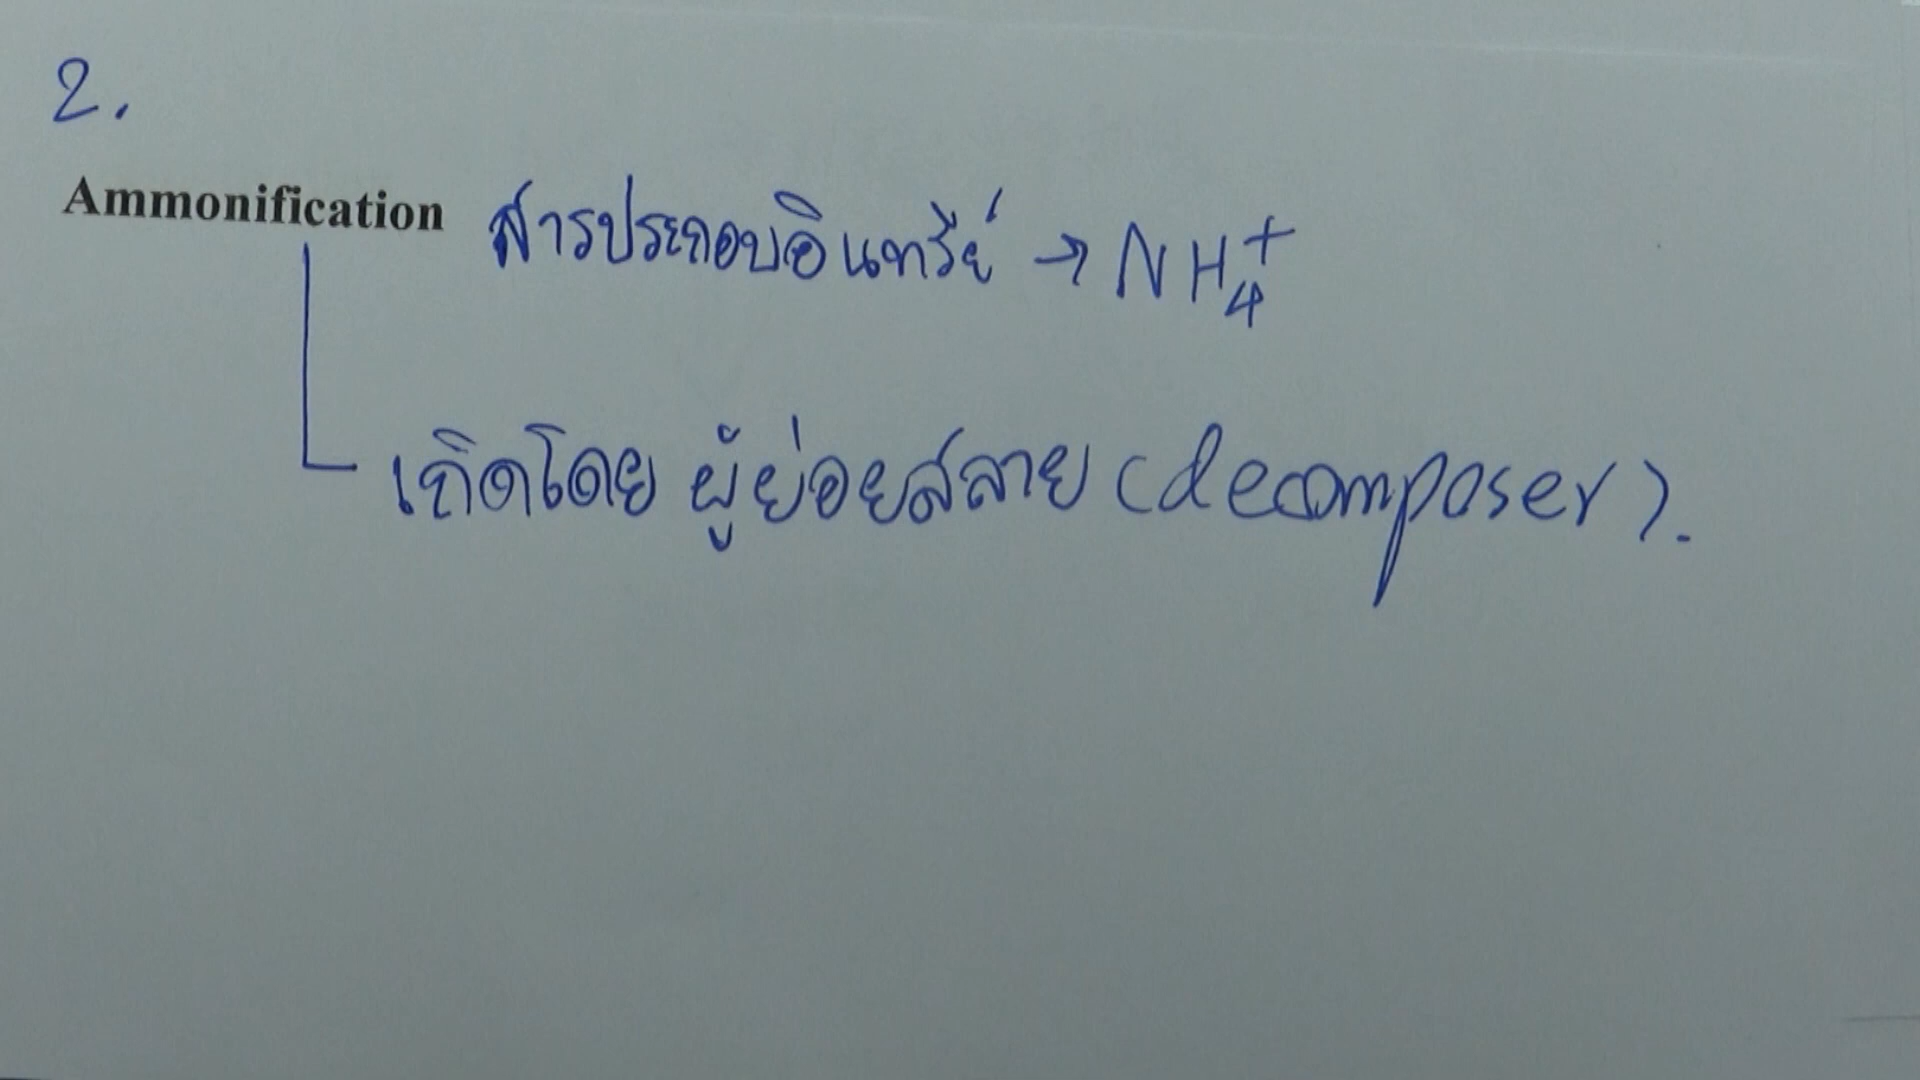 2.
Ammonification สารประกอบอินทรีย์ → NH₄⁺
เกิดโดย ผู้ย่อยสลาย (decomposer).